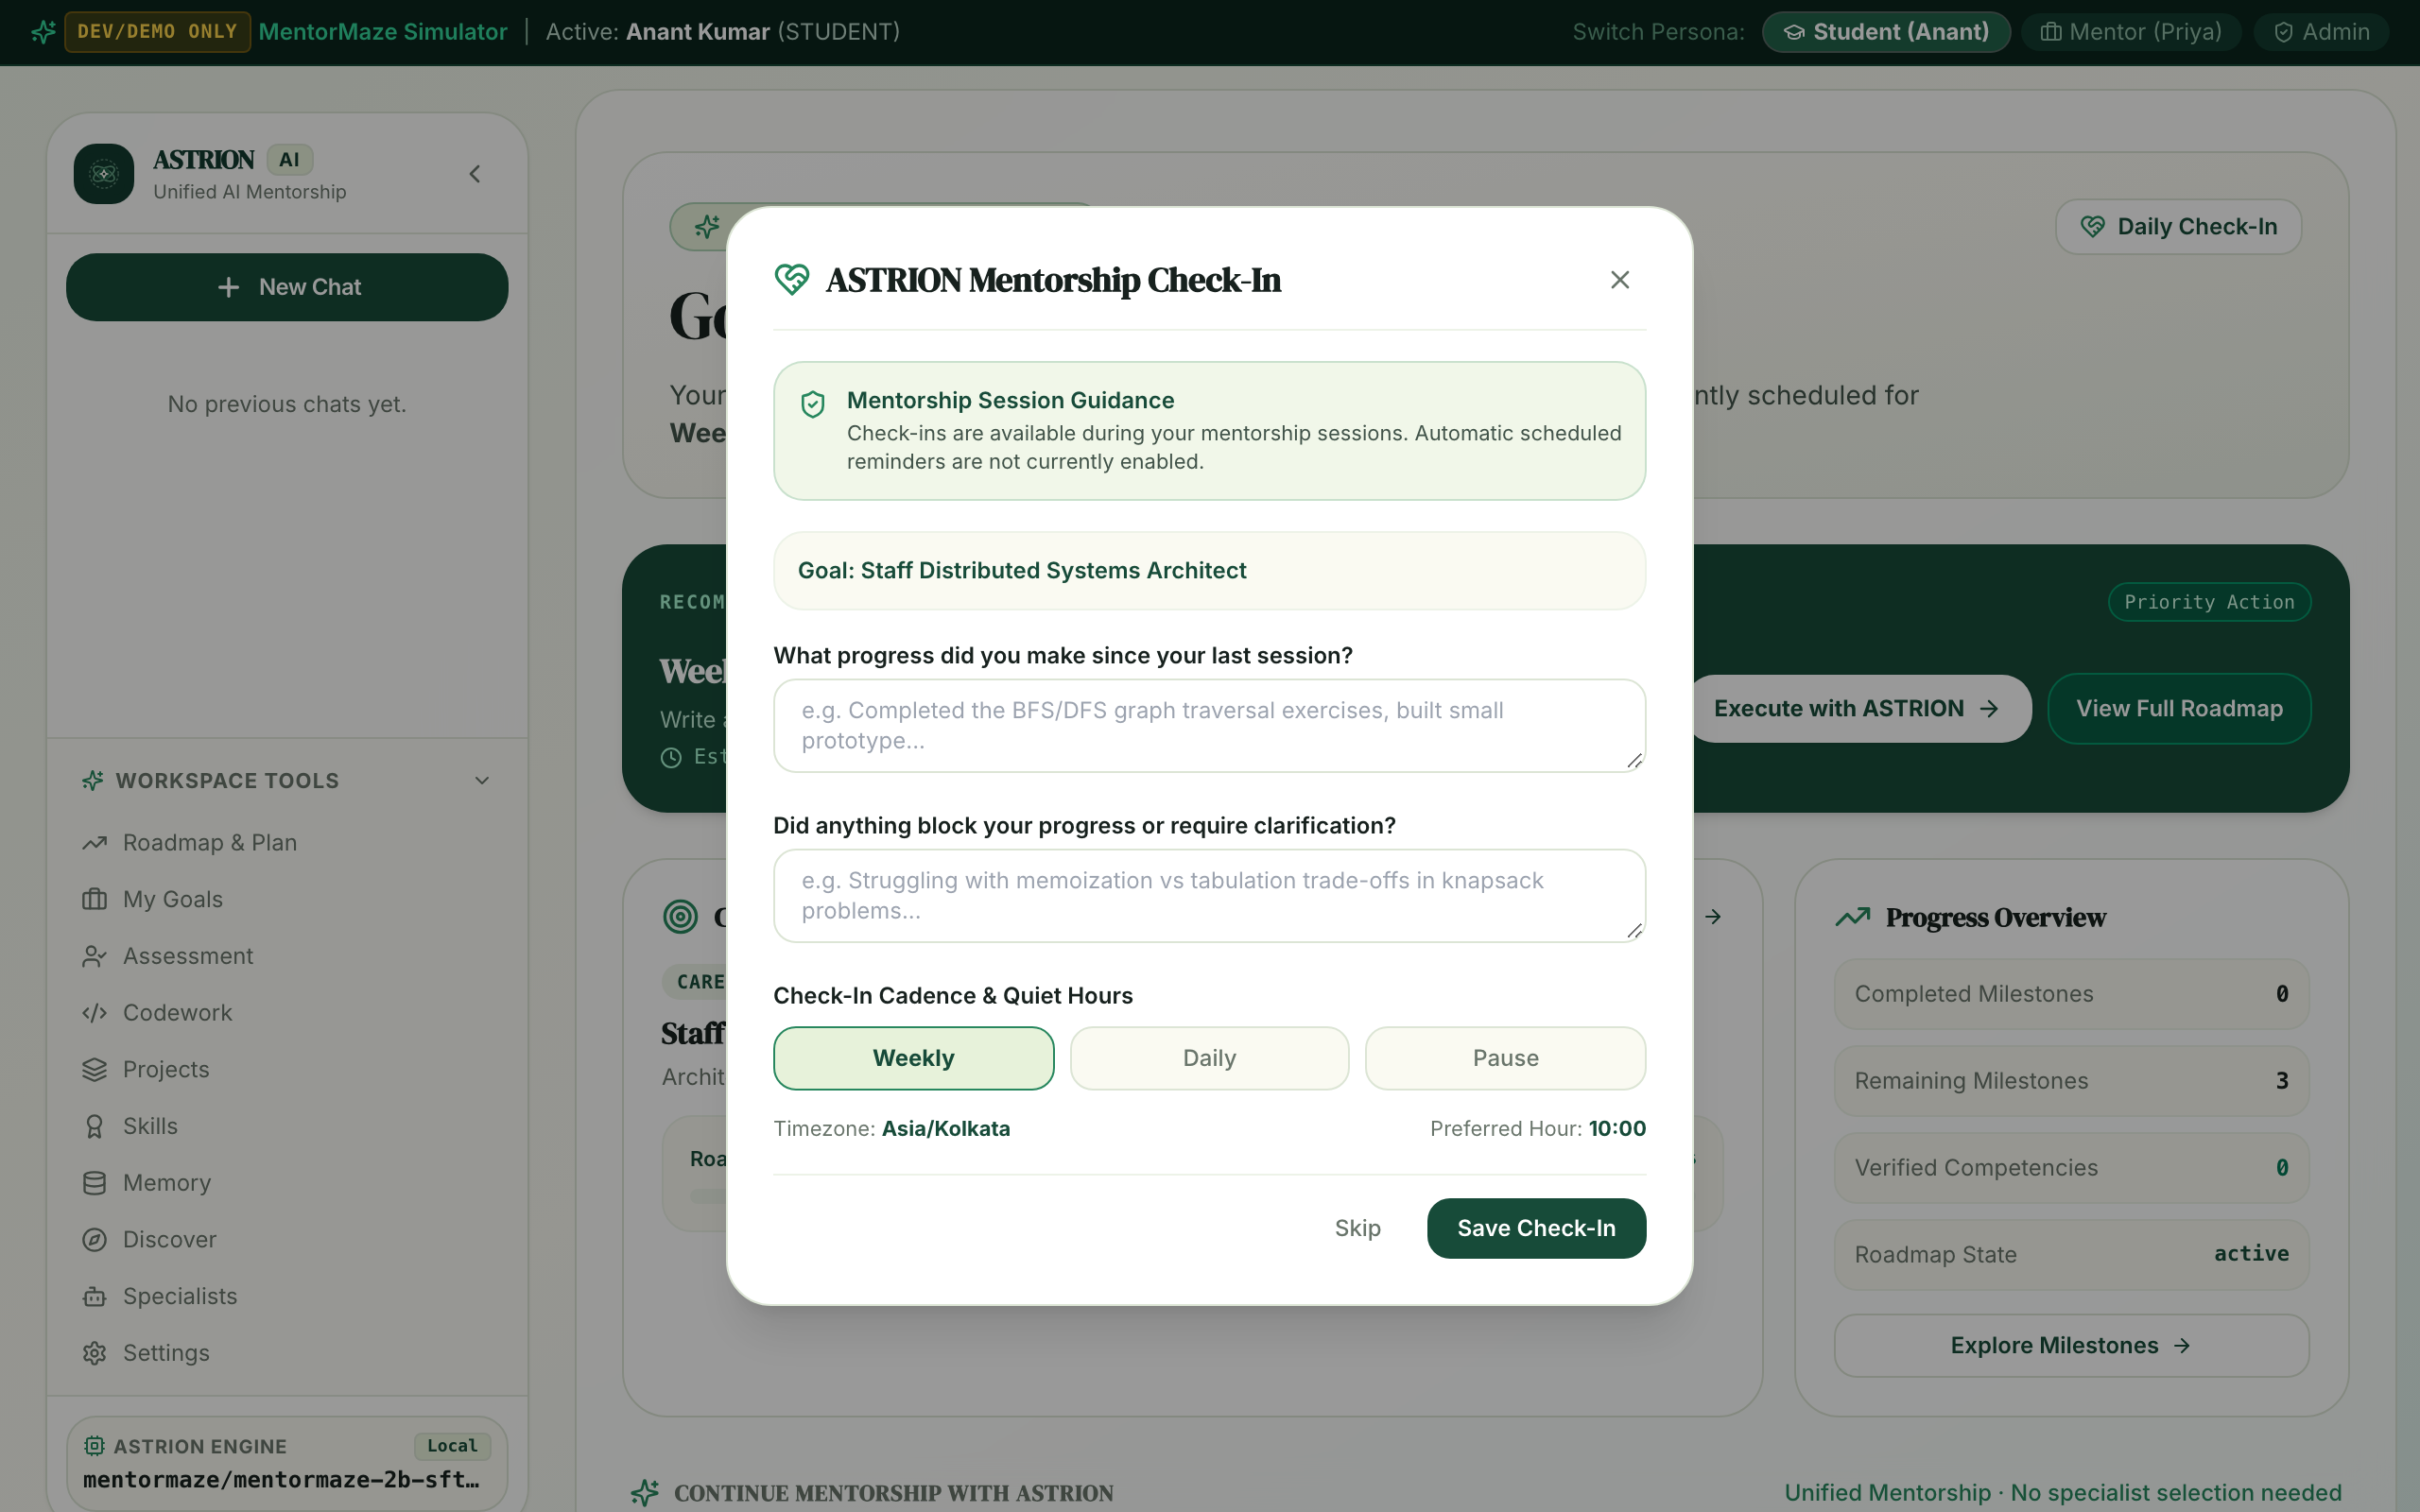 DEV/DEMO ONLY MentorMaze Simulator | Active: Anant Kumar (STUDENT)
Switch Persona: Student (Anant) Mentor (Priya) Admin
ASTRION AI
Unified AI Mentorship
New Chat
No previous chats yet.
WORKSPACE TOOLS
Roadmap & Plan
My Goals
Assessment
Codework
Projects
Skills
Memory
Discover
Specialists
Settings
ASTRION ENGINE Local
mentormaze/mentormaze-2b-sft…
Daily Check-In
Your
ntly scheduled for
Priority Action
Execute with ASTRION →
View Full Roadmap
Write
ASTRION Mentorship Check-In
Mentorship Session Guidance
Check-ins are available during your mentorship sessions. Automatic scheduled
reminders are not currently enabled.
Goal: Staff Distributed Systems Architect
What progress did you make since your last session?
e.g. Completed the BFS/DFS graph traversal exercises, built small
prototype...
Did anything block your progress or require clarification?
e.g. Struggling with memoization vs tabulation trade-offs in knapsack
problems...
Check-In Cadence & Quiet Hours
Weekly Daily Pause
Timezone: Asia/Kolkata Preferred Hour: 10:00
Skip Save Check-In
Staff
Progress Overview
Completed Milestones 0
Remaining Milestones 3
Verified Competencies 0
Roadmap State active
Explore Milestones →
CONTINUE MENTORSHIP WITH ASTRION
Unified Mentorship · No specialist selection needed